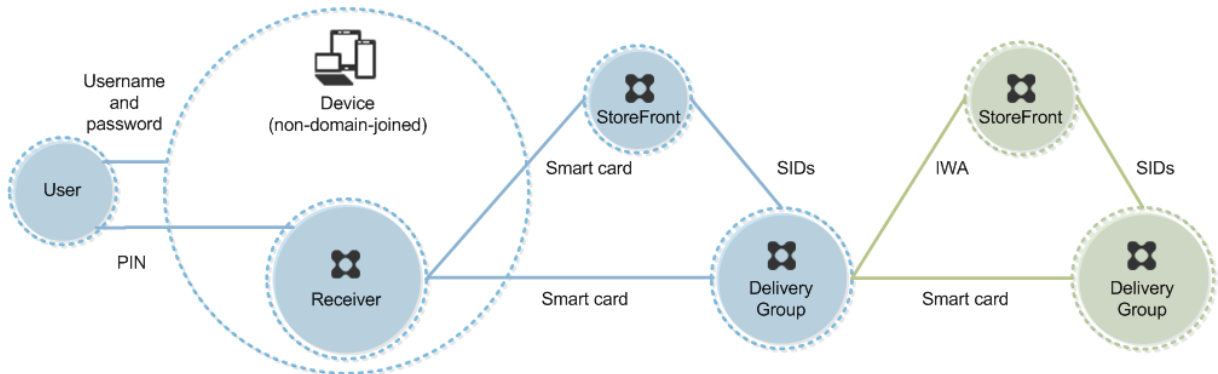 Username
and
password
User
PIN
Device
(non-domain-joined)
Receiver
StoreFront
Smart card
SIDs
Smart card
Delivery
Group
StoreFront
IWA
SIDs
Smart card
Delivery
Group